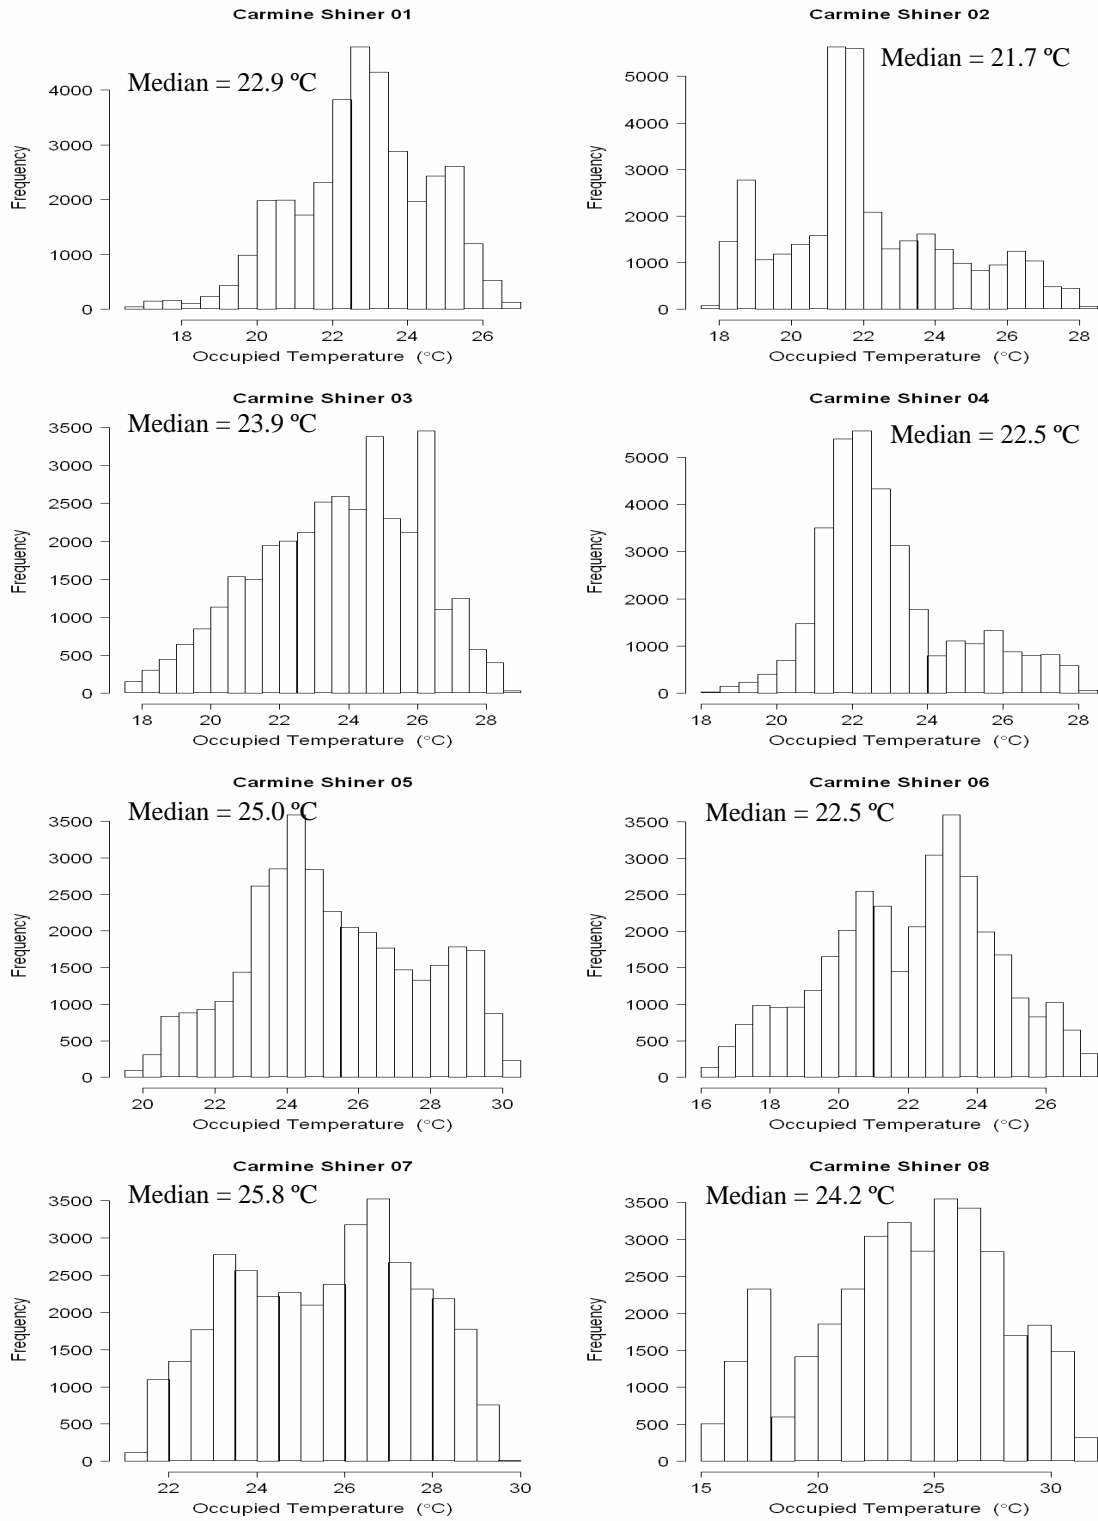 Carmine Shiner 01
Median = 22.9 ºC
Frequency
4000
3000
2000
1000
0
18 20 22 24 26
Occupied Temperature (°C)
Carmine Shiner 02
Median = 21.7 ºC
Frequency
5000
4000
3000
2000
1000
0
18 20 22 24 26 28
Occupied Temperature (°C)
Carmine Shiner 03
Median = 23.9 ºC
Frequency
3500
3000
2500
2000
1500
1000
500
0
18 20 22 24 26 28
Occupied Temperature (°C)
Carmine Shiner 04
Median = 22.5 ºC
Frequency
5000
4000
3000
2000
1000
0
18 20 22 24 26 28
Occupied Temperature (°C)
Carmine Shiner 05
Median = 25.0 ºC
Frequency
3500
3000
2500
2000
1500
1000
500
0
20 22 24 26 28 30
Occupied Temperature (°C)
Carmine Shiner 06
Median = 22.5 ºC
Frequency
3500
3000
2500
2000
1500
1000
500
0
16 18 20 22 24 26
Occupied Temperature (°C)
Carmine Shiner 07
Median = 25.8 ºC
Frequency
3500
3000
2500
2000
1500
1000
500
0
22 24 26 28 30
Occupied Temperature (°C)
Carmine Shiner 08
Median = 24.2 ºC
Frequency
3500
3000
2500
2000
1500
1000
500
0
15 20 25 30
Occupied Temperature (°C)